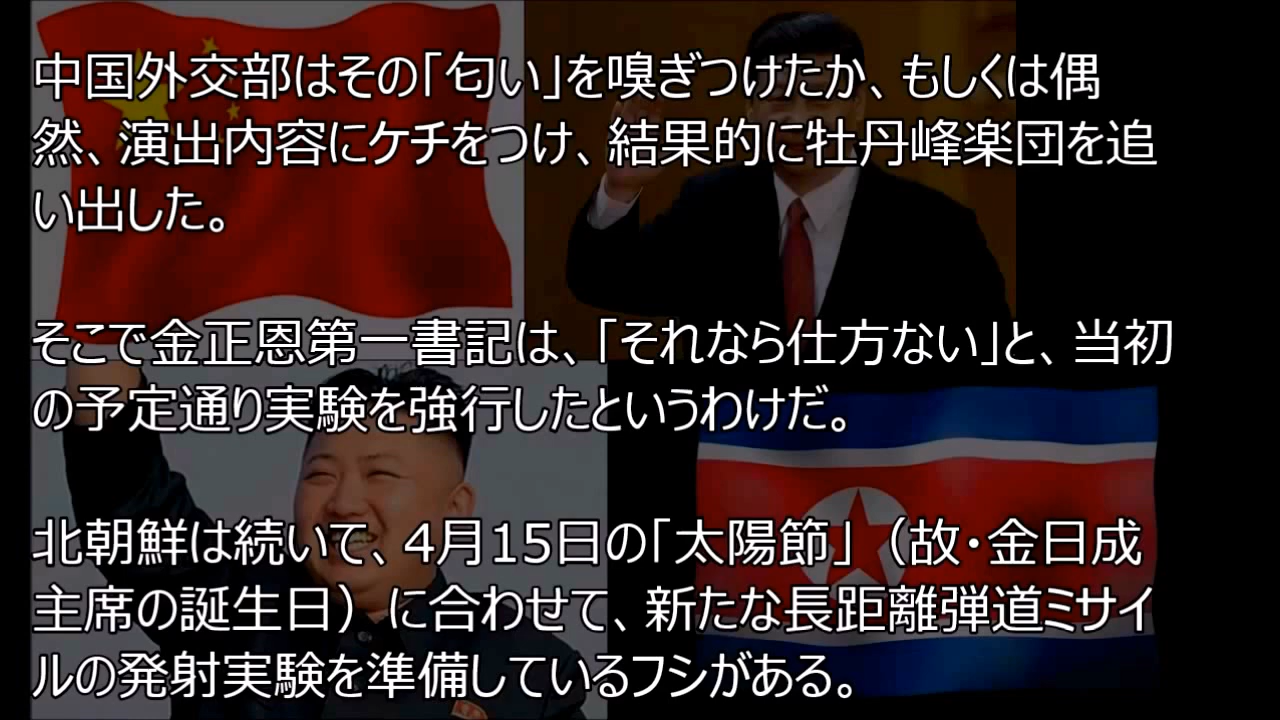 中国外交部はその「匂い」を嗅ぎつけたか、もしくは偶
然、演出内容にケチをつけ、結果的に牡丹峰楽団を追
い出した。
そこで金正恩第一書記は、「それなら仕方ない」と、当初
の予定通り実験を強行したというわけだ。
北朝鮮は続いて、4月15日の「太陽節」（故・金日成
主席の誕生日）に合わせて、新たな長距離弾道ミサイ
ルの発射実験を準備しているフシがある。